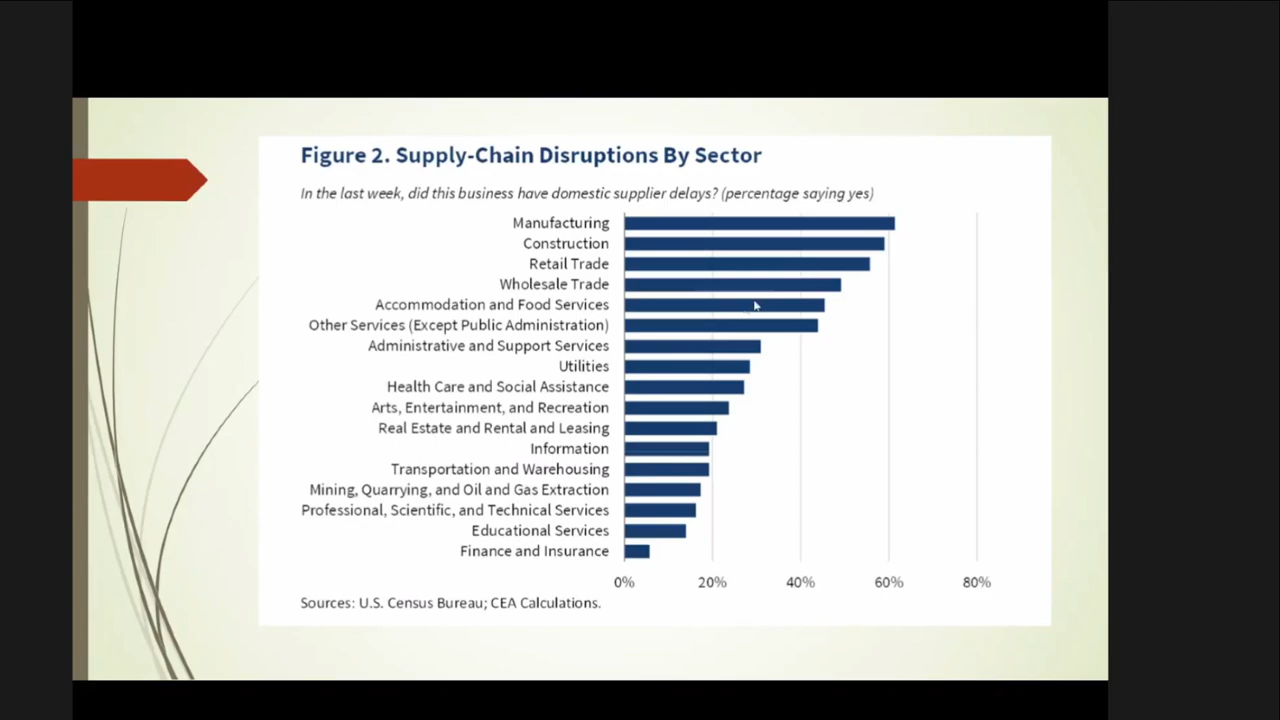 Figure 2. Supply-Chain Disruptions By Sector
In the last week, did this business have domestic supplier delays? (percentage saying yes)
Manufacturing
Construction
Retail Trade
Wholesale Trade
Accommodation and Food Services
Other Services (Except Public Administration)
Administrative and Support Services
Utilities
Health Care and Social Assistance
Arts, Entertainment, and Recreation
Real Estate and Rental and Leasing
Information
Transportation and Warehousing
Mining, Quarrying, and Oil and Gas Extraction
Professional, Scientific, and Technical Services
Educational Services
Finance and Insurance
0% 20% 40% 60% 80%
Sources: U.S. Census Bureau; CEA Calculations.